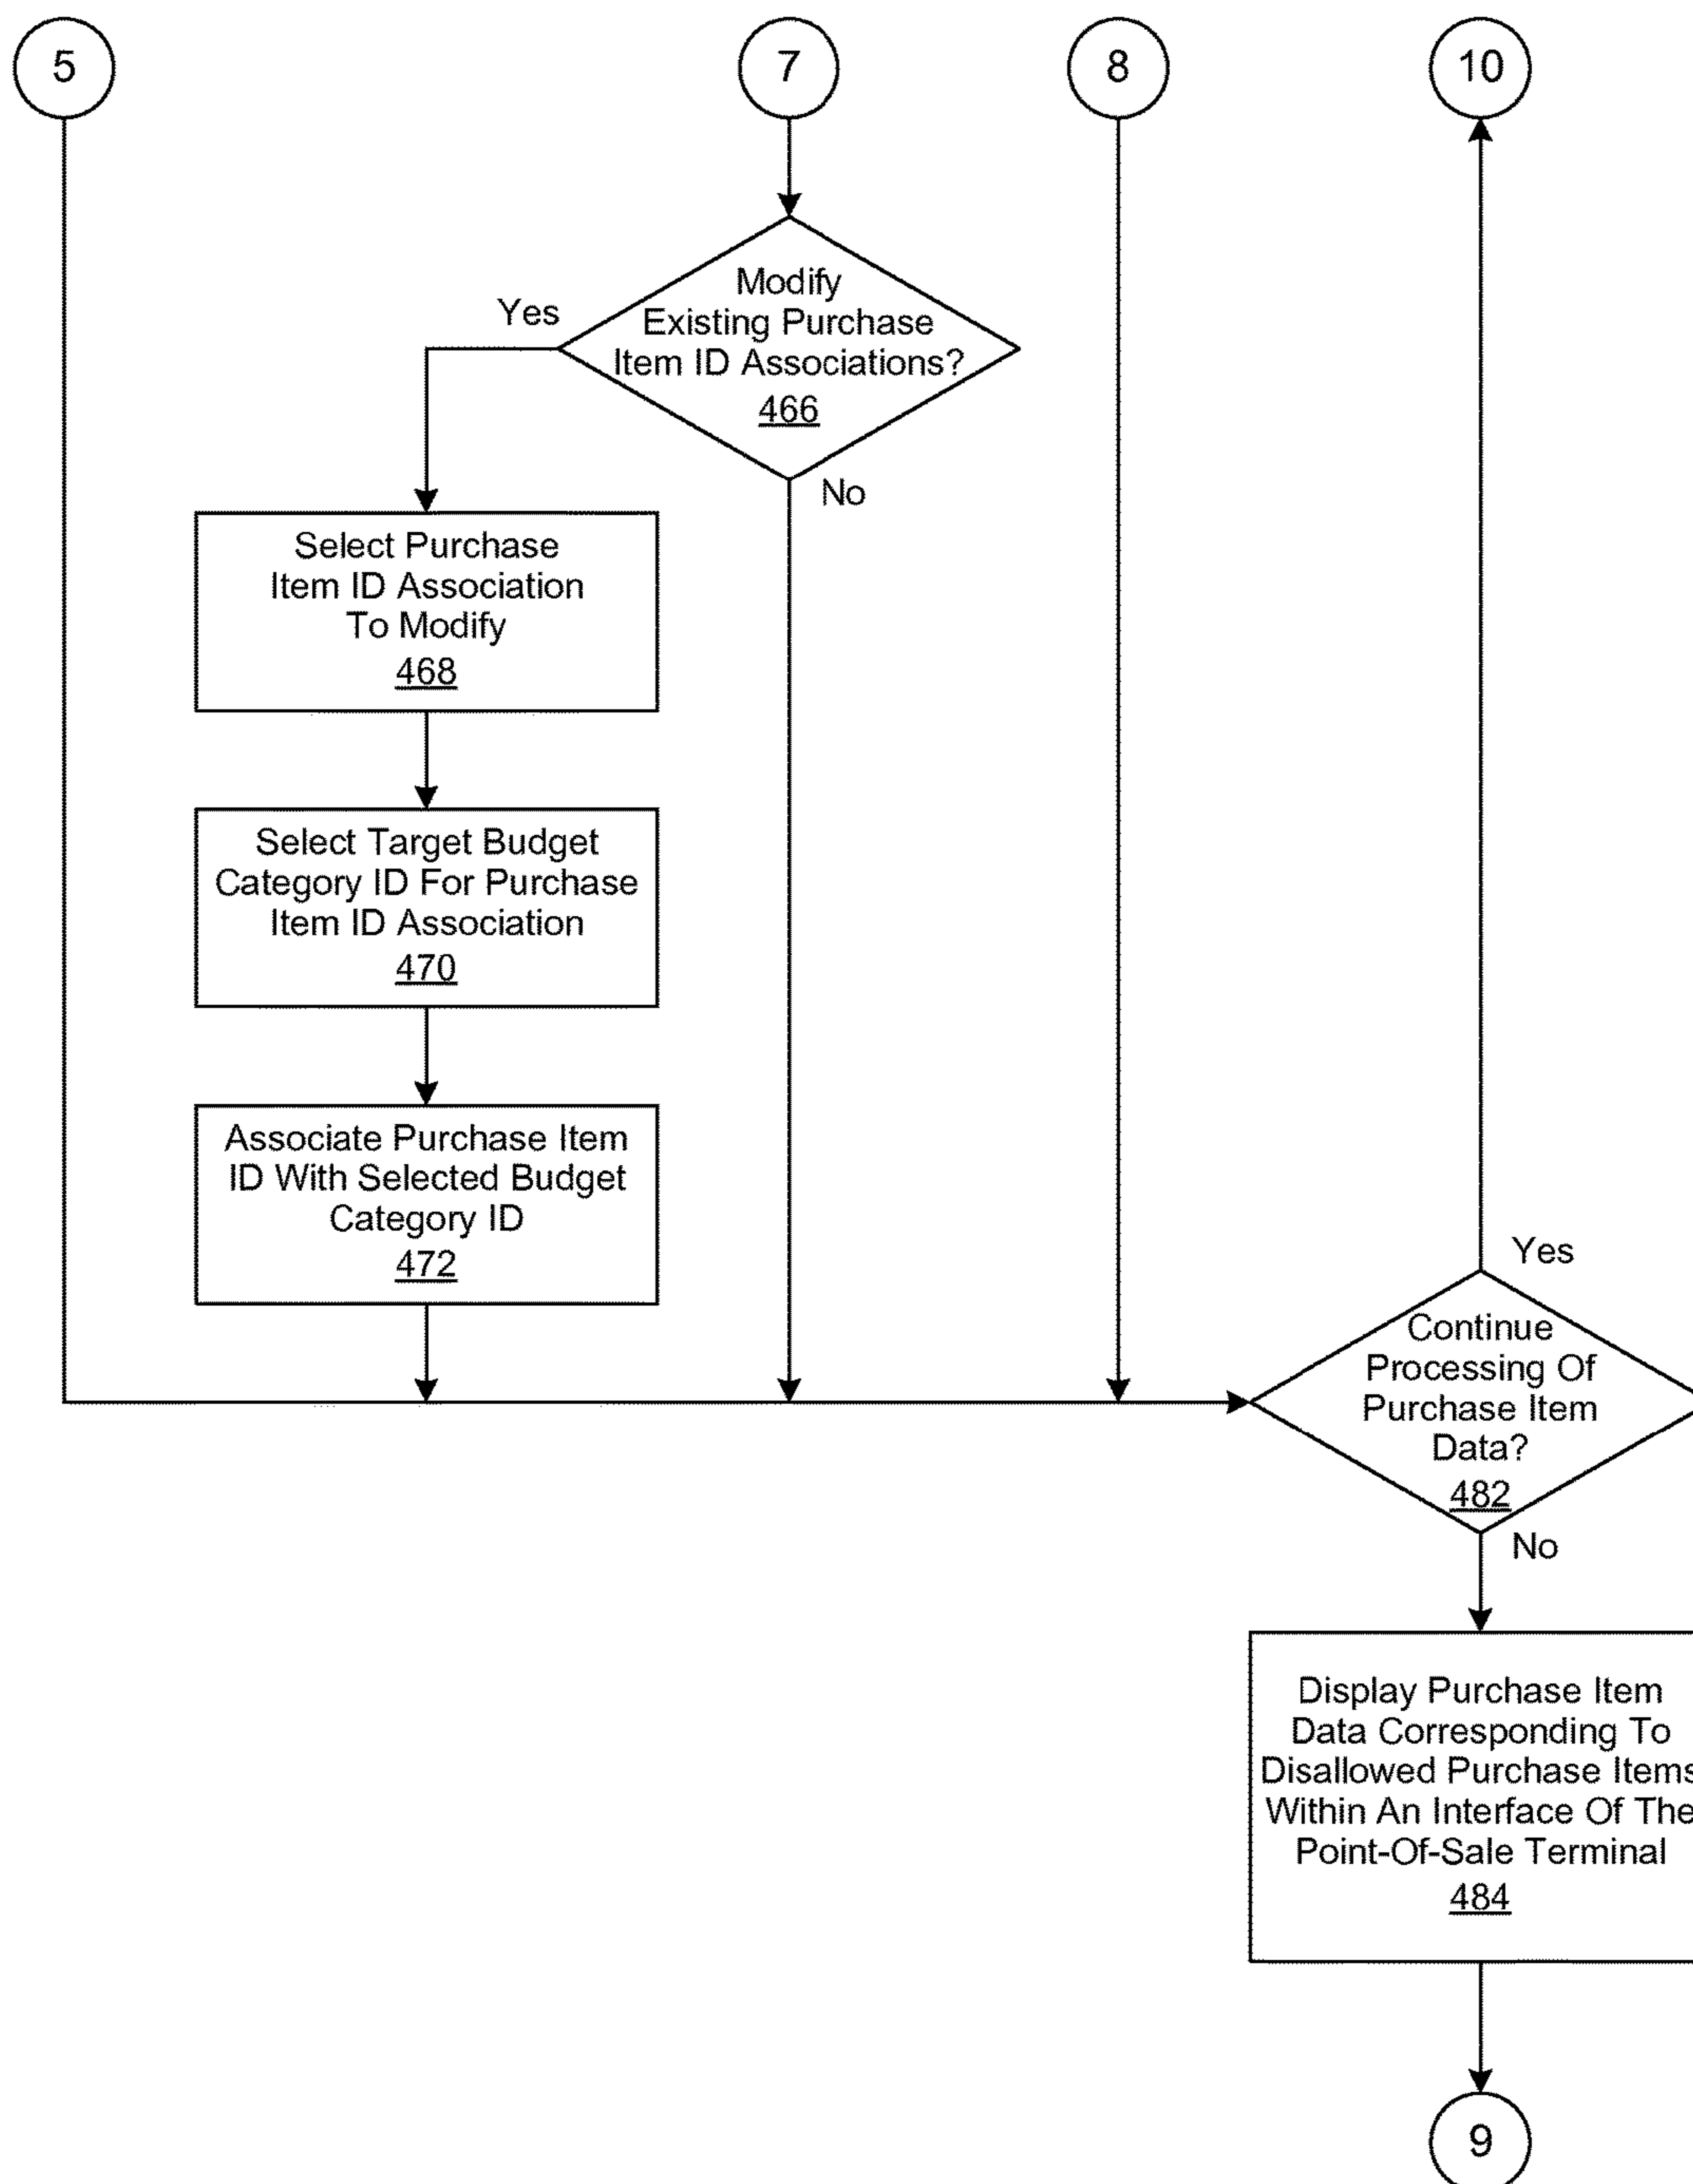 5
7
8
10
Modify
Existing Purchase
Item ID Associations?
466
Yes
No
Select Purchase
Item ID Association
To Modify
468
Select Target Budget
Category ID For Purchase
Item ID Association
470
Associate Purchase Item
ID With Selected Budget
Category ID
472
Yes
Continue
Processing Of
Purchase Item
Data?
482
No
Display Purchase Item
Data Corresponding To
Disallowed Purchase Items
Within An Interface Of The
Point-Of-Sale Terminal
484
9